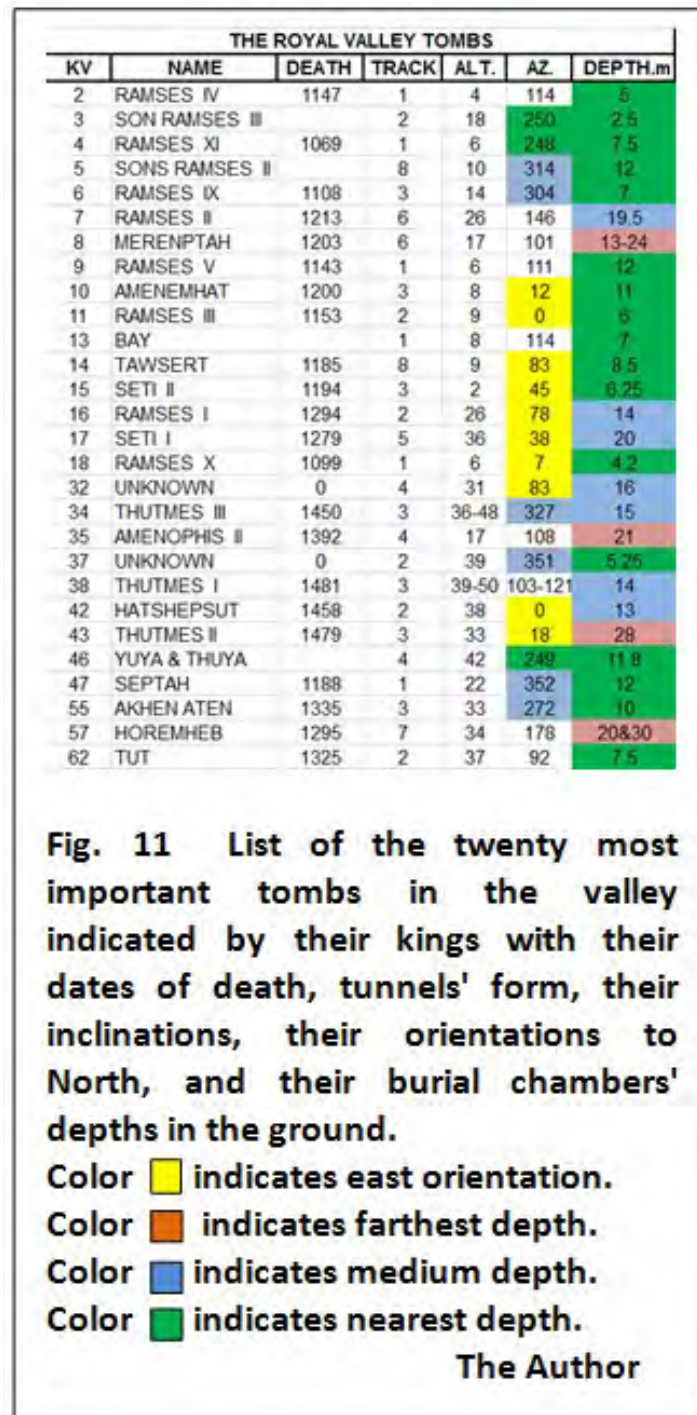 THE ROYAL VALLEY TOMBS
KV NAME DEATH TRACK ALT. AZ. DEPTH.m
2 RAMSES IV 1147 1 4 114 5
3 SON RAMSES III 2 18 250 2.5
4 RAMSES XI 1069 1 6 248 7.5
5 SONS RAMSES II 8 10 314 12
6 RAMSES IX 1108 3 14 304 7
7 RAMSES II 1213 6 26 146 19.5
8 MERENPTAH 1203 6 17 101 13-24
9 RAMSES V 1143 1 6 111 12
10 AMENEMHAT 1200 3 8 12 11
11 RAMSES III 1153 2 9 0 6
13 BAY 1 8 114 7
14 TAWSERT 1185 8 9 83 8.5
15 SETI II 1194 3 2 45 6.25
16 RAMSES I 1294 2 26 78 14
17 SETI I 1279 5 36 38 20
18 RAMSES X 1099 1 6 7 4.2
32 UNKNOWN 0 4 31 83 16
34 THUTMES III 1450 3 36-48 327 15
35 AMENOPHIS II 1392 4 17 108 21
37 UNKNOWN 0 2 39 351 5.25
38 THUTMES I 1481 3 39-50 103-121 14
42 HATSHEPSUT 1458 2 38 0 13
43 THUTMES II 1479 3 33 18 28
46 YUYA & THUYA 4 42 249 11.8
47 SEPTAH 1188 1 22 352 12
55 AKHEN ATEN 1335 3 33 272 10
57 HOREMHEB 1295 7 34 178 20&30
62 TUT 1325 2 37 92 7.5
Fig. 11 List of the twenty most
important tombs in the valley
indicated by their kings with their
dates of death, tunnels' form, their
inclinations, their orientations to
North, and their burial chambers'
depths in the ground.
Color indicates east orientation.
Color indicates farthest depth.
Color indicates medium depth.
Color indicates nearest depth.
The Author